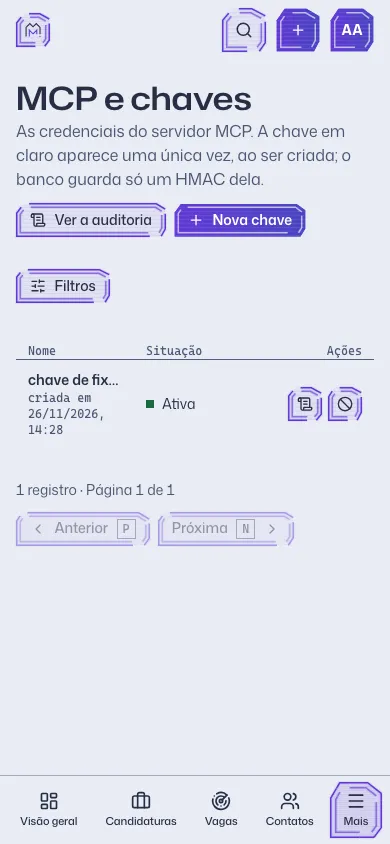 M
AA
MCP e chaves
As credenciais do servidor MCP. A chave em
claro aparece uma única vez, ao ser criada; o
banco guarda só um HMAC dela.
Ver a auditoria
Nova chave
Filtros
Nome Situação Ações
chave de fix…
criada em
26/11/2026,
14:28
Ativa
1 registro · Página 1 de 1
Anterior P
Próxima N
Visão geral
Candidaturas
Vagas
Contatos
Mais